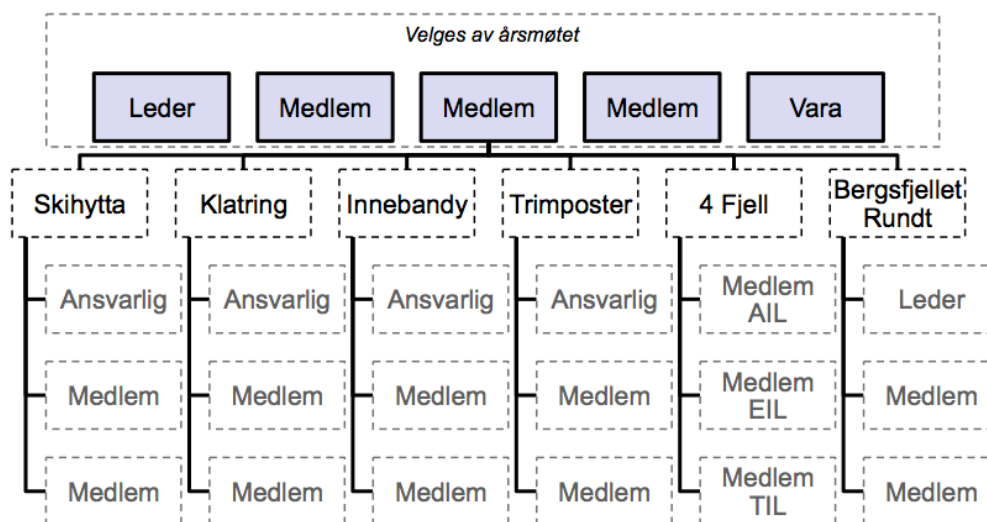 Velges av årsmøtet
Leder
Medlem
Medlem
Medlem
Vara
Skihytta
Klatring
Innebandy
Trimposter
4 Fjell
Bergsfjellet
Rundt
Ansvarlig
Ansvarlig
Ansvarlig
Ansvarlig
Medlem
AIL
Leder
Medlem
Medlem
Medlem
Medlem
Medlem
EIL
Medlem
Medlem
Medlem
Medlem
Medlem
Medlem
TIL
Medlem